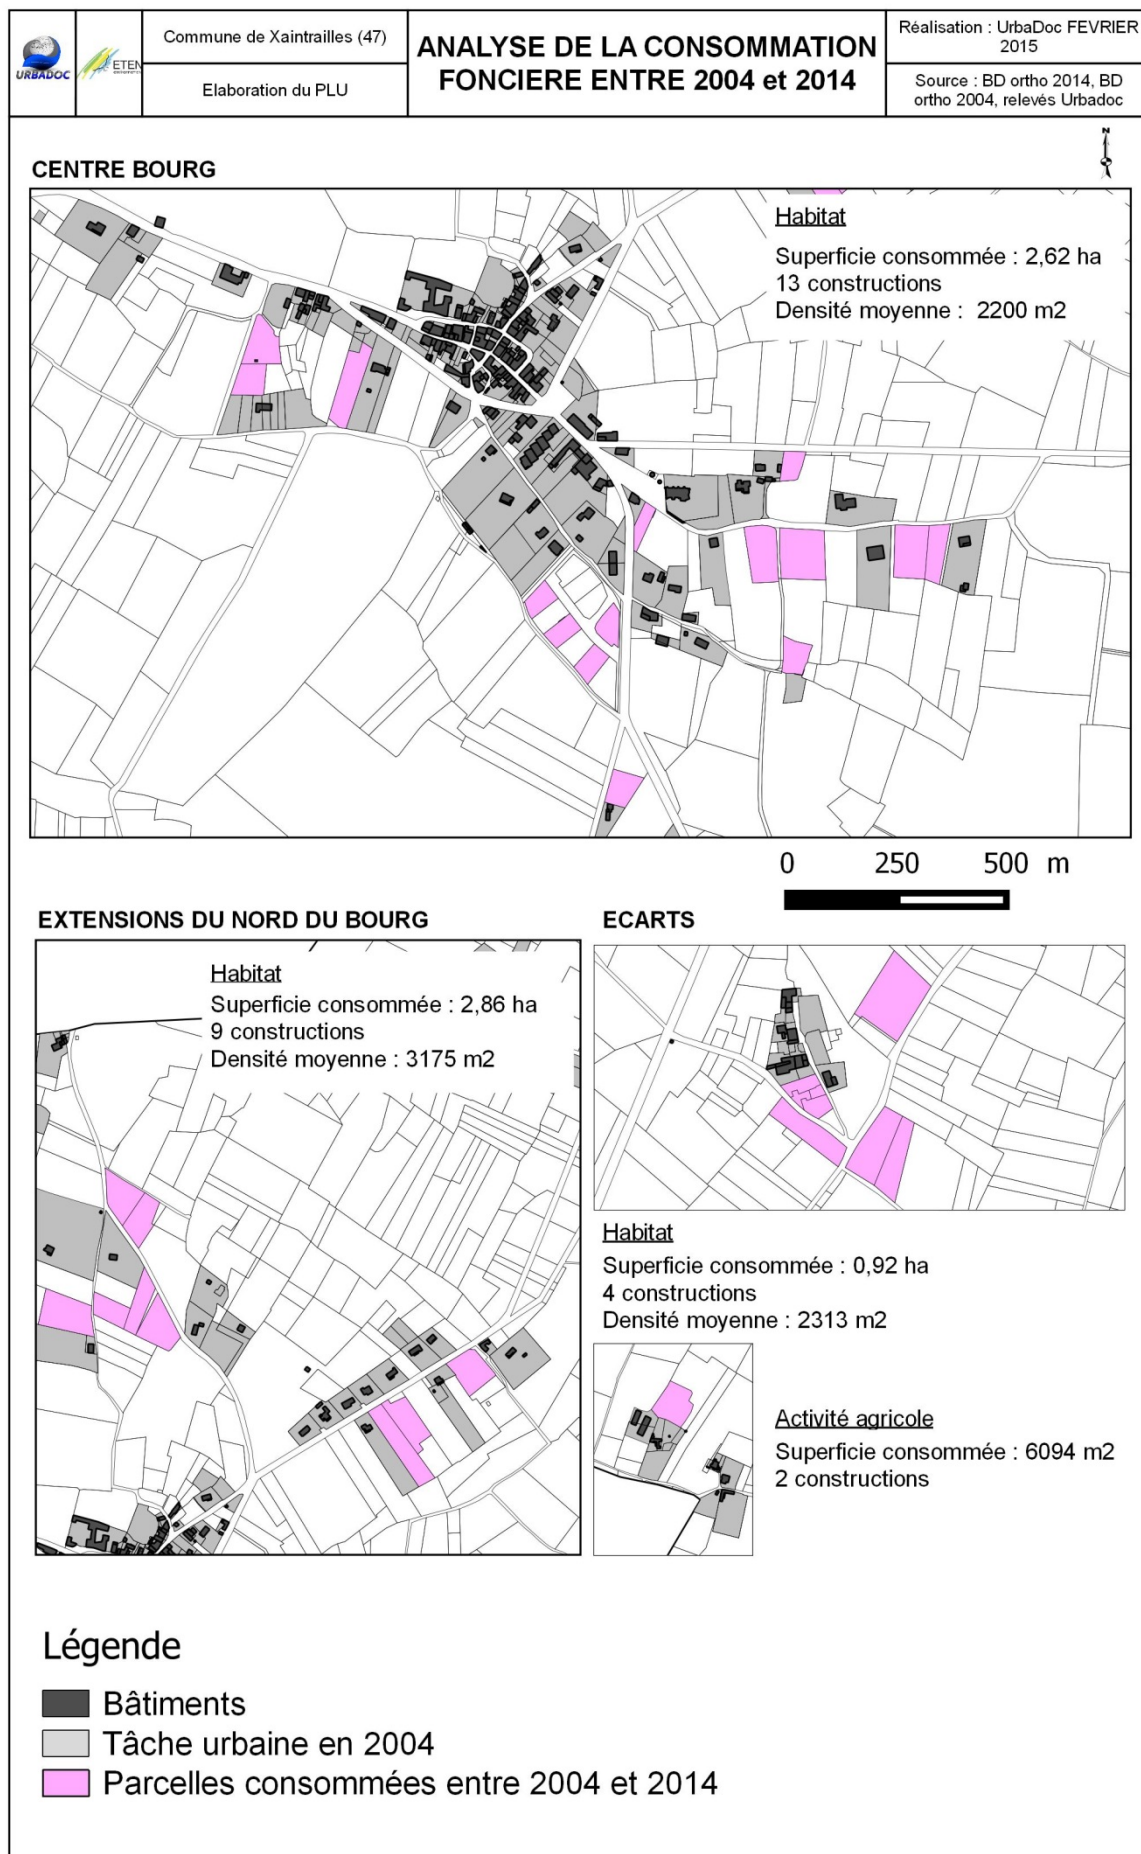 URBADOC
ETEN
Commune de Xaintrailles (47)
Elaboration du PLU
ANALYSE DE LA CONSOMMATION
FONCIERE ENTRE 2004 et 2014
Réalisation : UrbaDoc FEVRIER
2015
Source : BD ortho 2014, BD
ortho 2004, relevés Urbadoc
N
CENTRE BOURG
Habitat
Superficie consommée : 2,62 ha
13 constructions
Densité moyenne : 2200 m2
0 250 500 m
EXTENSIONS DU NORD DU BOURG
Habitat
Superficie consommée : 2,86 ha
9 constructions
Densité moyenne : 3175 m2
ECARTS
Habitat
Superficie consommée : 0,92 ha
4 constructions
Densité moyenne : 2313 m2
Activité agricole
Superficie consommée : 6094 m2
2 constructions
Légende
Bâtiments
Tâche urbaine en 2004
Parcelles consommées entre 2004 et 2014